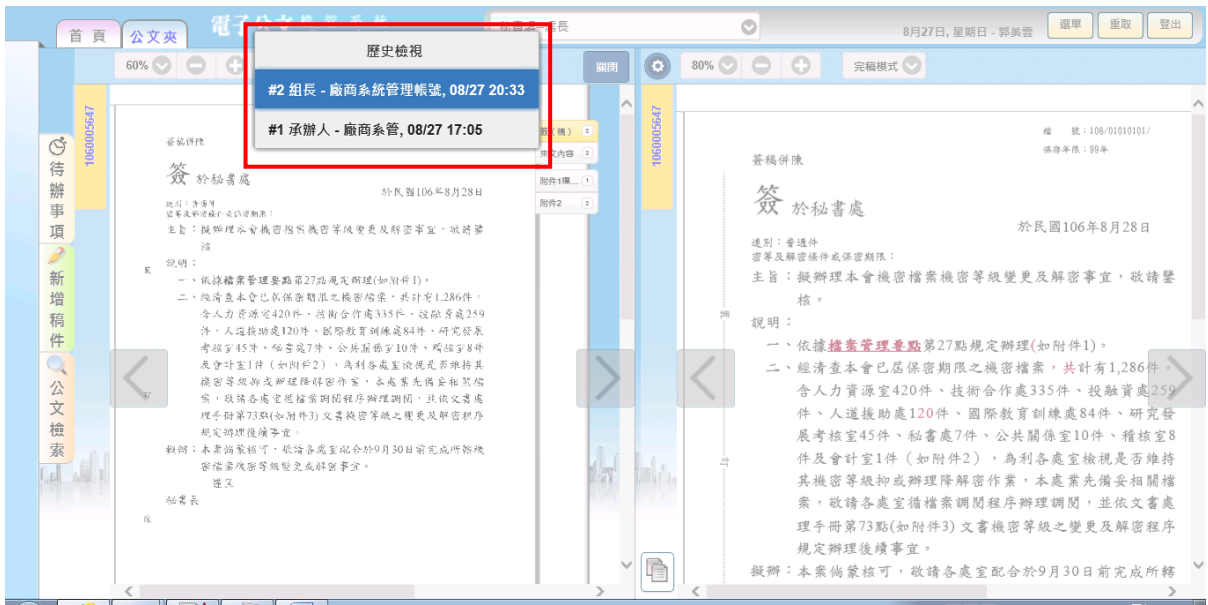 首頁
公文夾
8月27日, 星期日 - 郭美雲
選單
重取
登出
歷史檢視
#2 組長 - 廠商系統管理帳號, 08/27 20:33
#1 承辦人 - 廠商系管, 08/27 17:05
60%
關閉
80%
完稿模式
1060005647
待辦事項
新增稿件
公文檢索
簽稿併陳
簽 於秘書處
於民國106年8月28日
速別：普通件
密等及解密條件或保密期限：
主旨：擬辦理本會機密檔案機密等級變更及解密事宜，敬請鑒
核
說明：
一、依據檔案管理要點第27點規定辦理(如附件1)。
二、經清查本會已屆保密期限之機密檔案，共計有1,286件。
含人力資源室420件、技術合作處335件、投融資處259
件、人道援助處120件、國際教育訓練處84件、研究發展
考核室45件、秘書處7件、公共關係室10件、稽核室8件
及會計室1件（如附件2），為利各處室檢視是否維持其
機密等級抑或辦理降解密作業，本處業先備妥相關檔
案，敬請各處室循檔案調閱程序辦理調閱，並依文書處
理手冊第73點(如附件3)文書機密等級之變更及解密程序
規定辦理後續事宜。
擬辦：本案倘蒙核可，敬請各處室配合於9月30日前完成所轄機
密檔案機密等級變更或解密事宜。
謹呈
秘書長
簽(稿) 2
來文內容 2
附件1檔... 1
附件2 2
1060005647
檔 號：106/01010101/
保存年限：99年
簽稿併陳
簽 於秘書處
於民國106年8月28日
速別：普通件
密等及解密條件或保密期限：
主旨：擬辦理本會機密檔案機密等級變更及解密事宜，敬請鑒
核。
說明：
一、依據檔案管理要點第27點規定辦理(如附件1)。
二、經清查本會已屆保密期限之機密檔案，共計有1,286件。
含人力資源室420件、技術合作處335件、投融資處259
件、人道援助處120件、國際教育訓練處84件、研究發
展考核室45件、秘書處7件、公共關係室10件、稽核室8
件及會計室1件（如附件2），為利各處室檢視是否維持
其機密等級抑或辦理降解密作業，本處業先備妥相關檔
案，敬請各處室循檔案調閱程序辦理調閱，並依文書處
理手冊第73點(如附件3)文書機密等級之變更及解密程序
規定辦理後續事宜。
擬辦：本案倘蒙核可，敬請各處室配合於9月30日前完成所轄